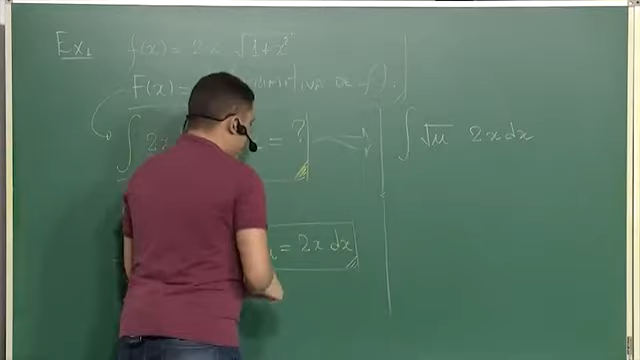 Ex1 f(x) = 2x √1+x²
F(x) = (primitiva de f).
∫ 2x = ?
∫ √u 2x dx
u = 2x dx